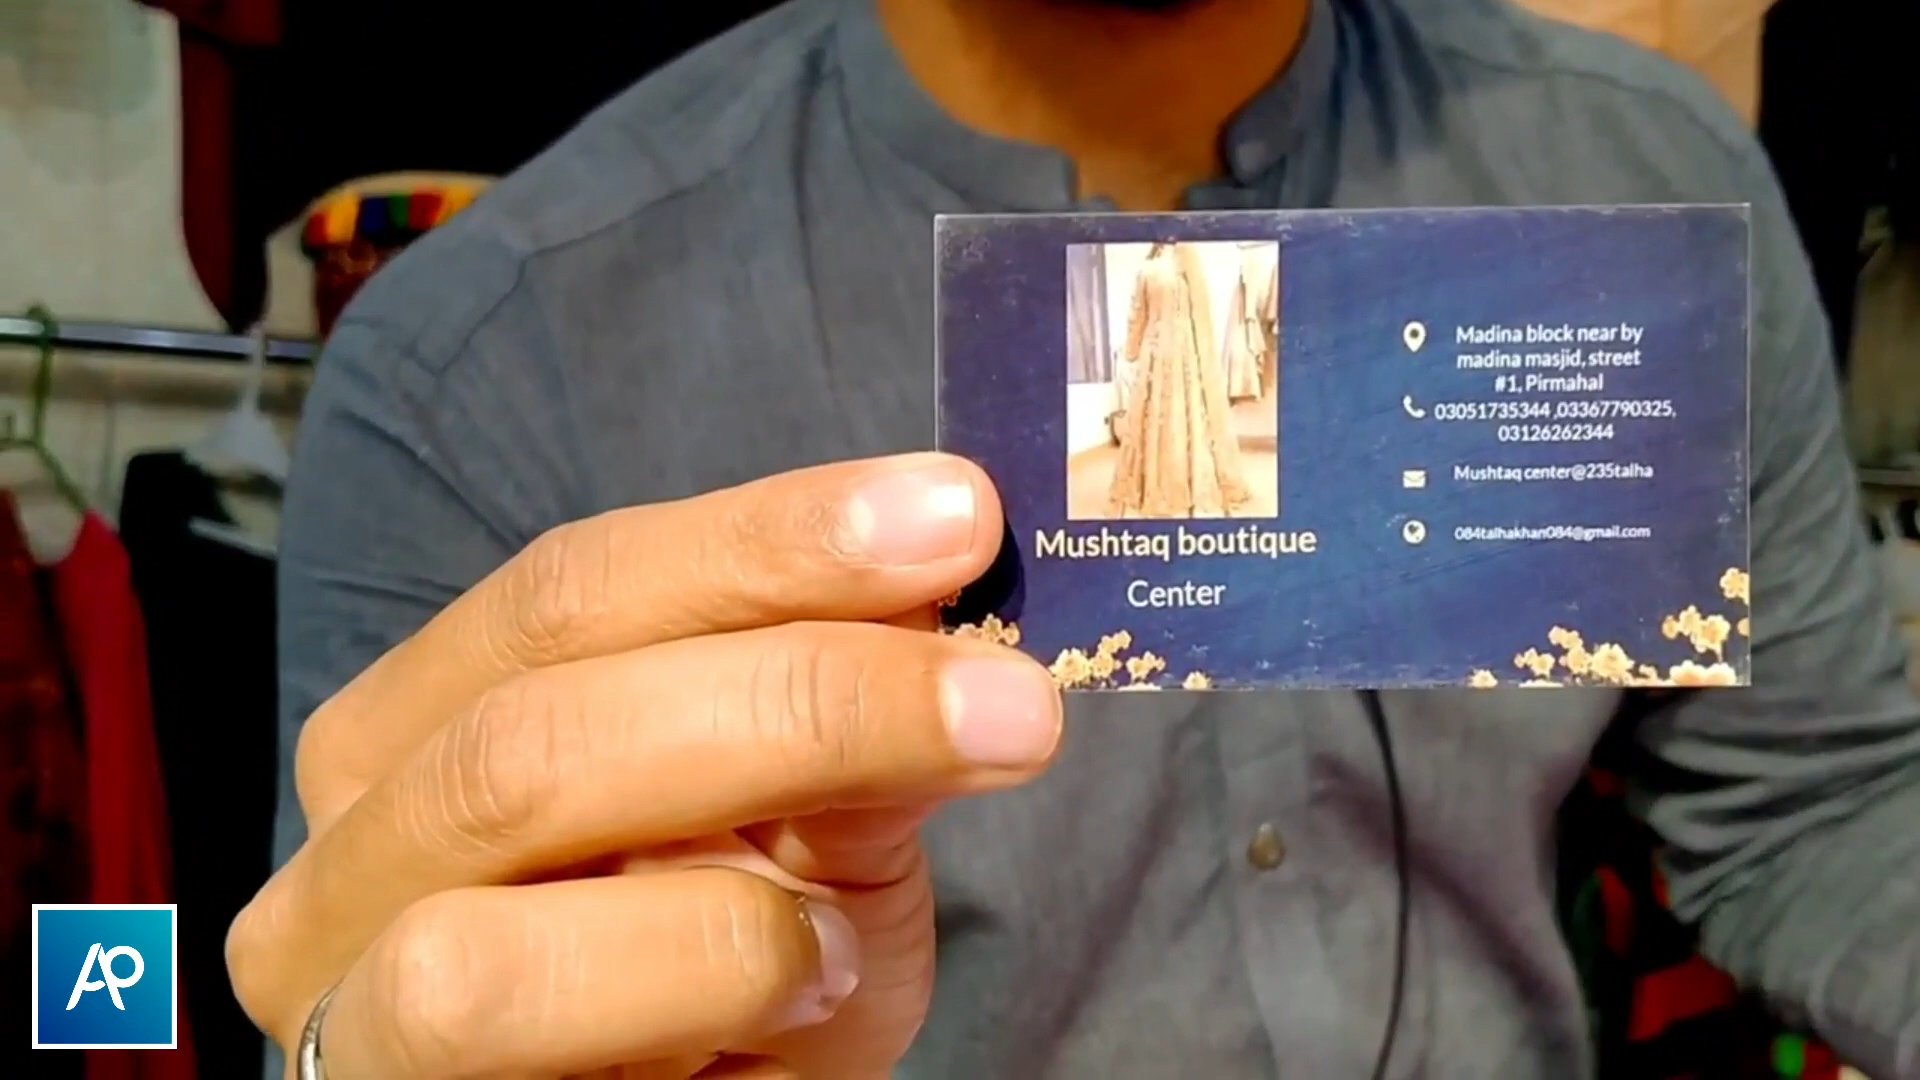 Mushtaq boutique
Center
Madina block near by
madina masjid, street
#1, Pirmahal
03051735344 ,03367790325,
03126262344
Mushtaq center@235talha
084talhakhan084@gmail.com
AP